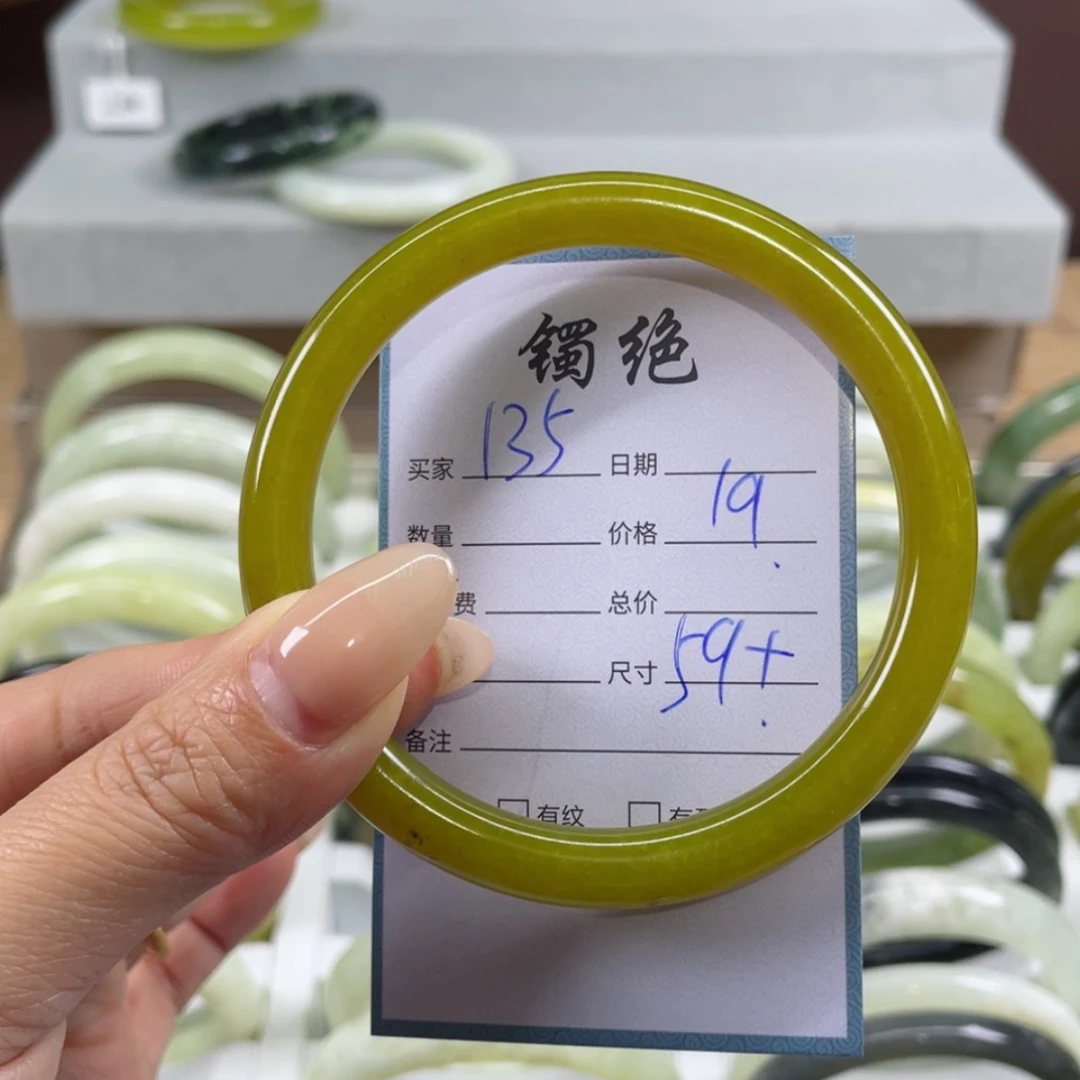 镯绝
买家 135 日期
数量 价格 19.
费 总价
尺寸 59+.
备注
有纹